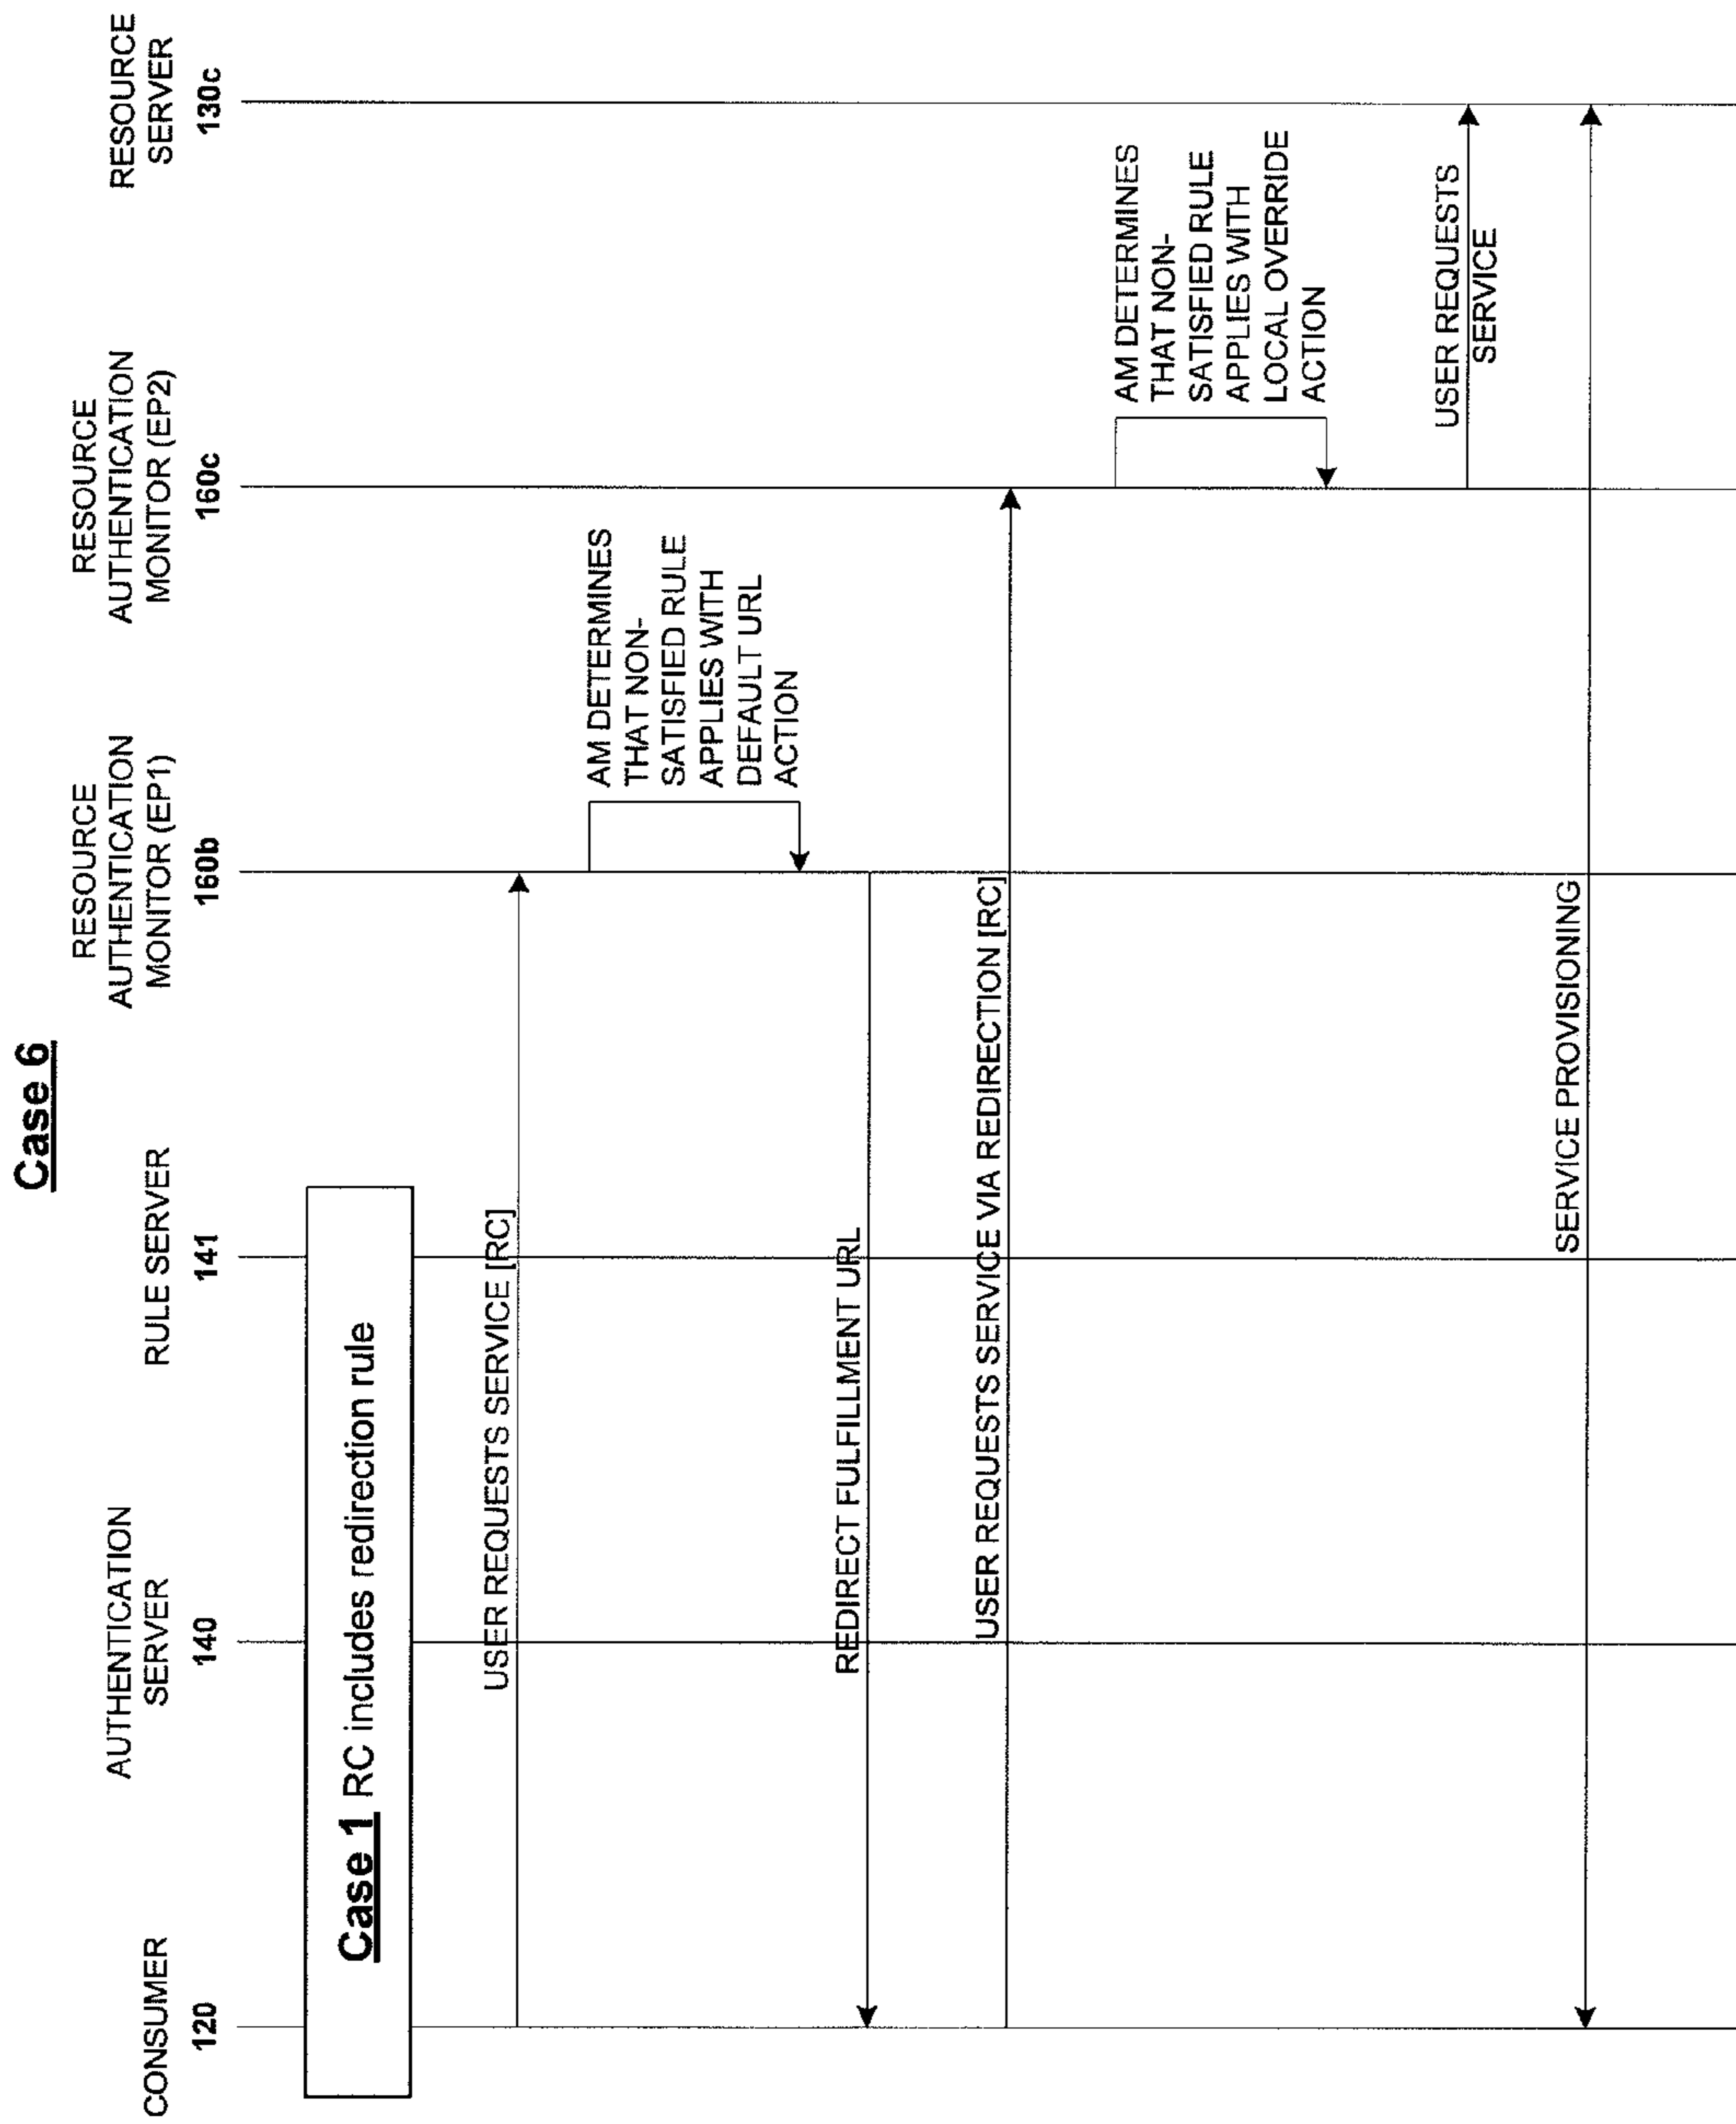 Case 6
CONSUMER
120
AUTHENTICATION
SERVER
140
RULE SERVER
141
RESOURCE
AUTHENTICATION
MONITOR (EP1)
160b
RESOURCE
AUTHENTICATION
MONITOR (EP2)
160c
RESOURCE
SERVER
130c
Case 1 RC includes redirection rule
USER REQUESTS SERVICE [RC]
AM DETERMINES
THAT NON-
SATISFIED RULE
APPLIES WITH
DEFAULT URL
ACTION
REDIRECT FULFILLMENT URL
USER REQUESTS SERVICE VIA REDIRECTION [RC]
AM DETERMINES
THAT NON-
SATISFIED RULE
APPLIES WITH
LOCAL OVERRIDE
ACTION
USER REQUESTS
SERVICE
SERVICE PROVISIONING